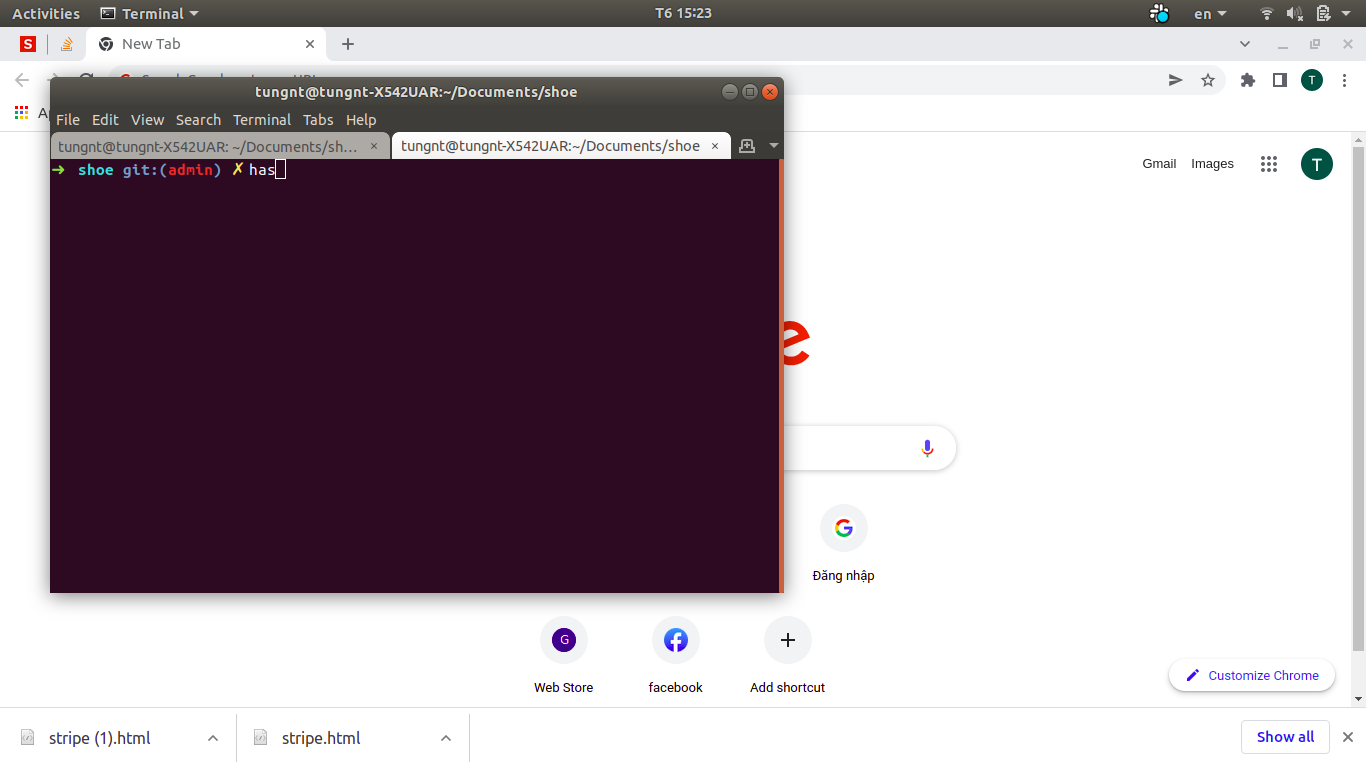 Activities Terminal T6 15:23 en
S New Tab
T
tungnt@tungnt-X542UAR:~/Documents/shoe
File Edit View Search Terminal Tabs Help
tungnt@tungnt-X542UAR: ~/Documents/sh… × tungnt@tungnt-X542UAR:~/Documents/shoe ×
➜ shoe git:(admin) ✗ has
Gmail Images T
e
G
Đăng nhập
G
Web Store facebook Add shortcut
Customize Chrome
stripe (1).html stripe.html Show all